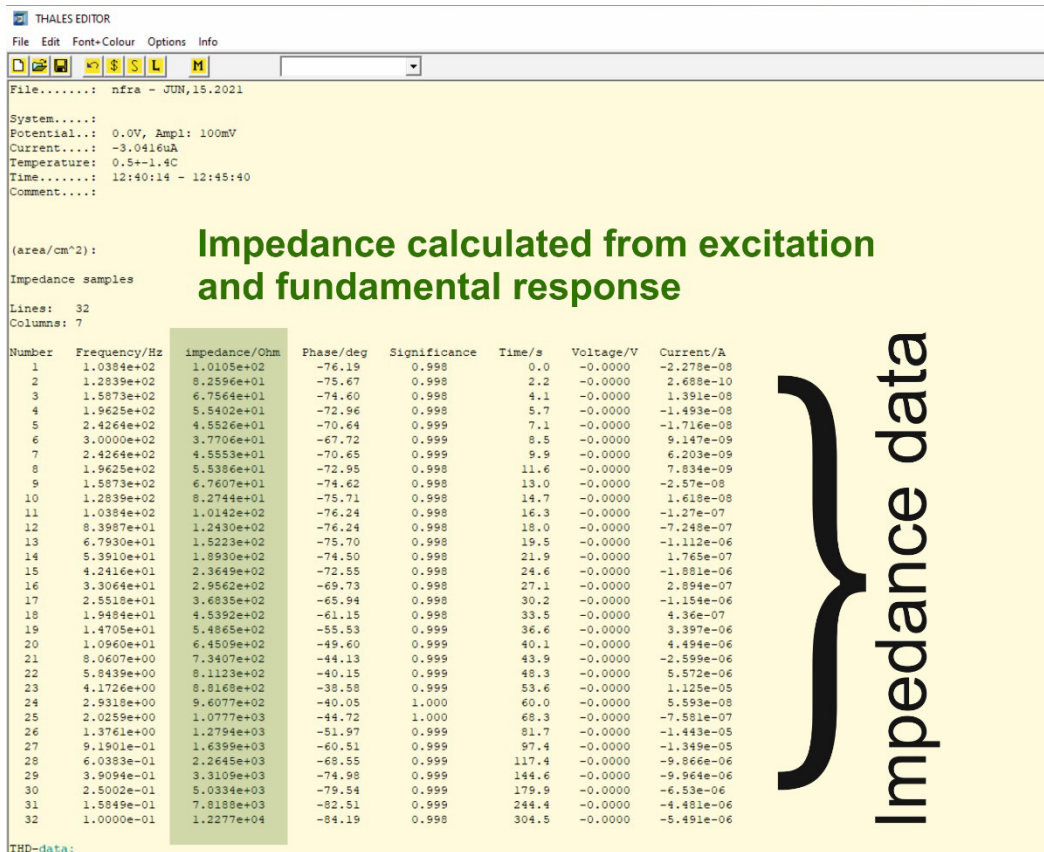 THALES EDITOR
File Edit Font+Colour Options Info
$ S L M
File.......: nfra - JUN,15.2021
System.....:
Potential..: 0.0V, Ampl: 100mV
Current....: -3.0416uA
Temperature: 0.5+-1.4C
Time.......: 12:40:14 - 12:45:40
Comment....:
(area/cm^2):
Impedance calculated from excitation
and fundamental response
Impedance samples
Lines: 32
Columns: 7
Number Frequency/Hz impedance/Ohm Phase/deg Significance Time/s Voltage/V Current/A
1 1.0384e+02 1.0105e+02 -76.19 0.998 0.0 -0.0000 -2.278e-08
2 1.2839e+02 8.2596e+01 -75.67 0.998 2.2 -0.0000 2.688e-10
3 1.5873e+02 6.7564e+01 -74.60 0.998 4.1 -0.0000 1.391e-08
4 1.9625e+02 5.5402e+01 -72.96 0.998 5.7 -0.0000 -1.493e-08
5 2.4264e+02 4.5526e+01 -70.64 0.999 7.1 -0.0000 -1.716e-08
6 3.0000e+02 3.7706e+01 -67.72 0.999 8.5 -0.0000 9.147e-09
7 2.4264e+02 4.5553e+01 -70.65 0.999 9.9 -0.0000 6.203e-09
8 1.9625e+02 5.5386e+01 -72.95 0.998 11.6 -0.0000 7.834e-09
9 1.5873e+02 6.7607e+01 -74.62 0.998 13.0 -0.0000 -2.57e-08
10 1.2839e+02 8.2744e+01 -75.71 0.998 14.7 -0.0000 1.618e-08
11 1.0384e+02 1.0142e+02 -76.24 0.998 16.3 -0.0000 -1.27e-07
12 8.3987e+01 1.2430e+02 -76.24 0.998 18.0 -0.0000 -7.248e-07
13 6.7930e+01 1.5223e+02 -75.70 0.998 19.5 -0.0000 -1.112e-06
14 5.3910e+01 1.8930e+02 -74.50 0.998 21.9 -0.0000 1.765e-07
15 4.2416e+01 2.3649e+02 -72.55 0.998 24.6 -0.0000 -1.881e-06
16 3.3064e+01 2.9562e+02 -69.73 0.998 27.1 -0.0000 2.894e-07
17 2.5518e+01 3.6835e+02 -65.94 0.998 30.2 -0.0000 -1.154e-06
18 1.9484e+01 4.5392e+02 -61.15 0.998 33.5 -0.0000 4.36e-07
19 1.4705e+01 5.4865e+02 -55.53 0.999 36.6 -0.0000 3.397e-06
20 1.0960e+01 6.4509e+02 -49.60 0.999 40.1 -0.0000 4.494e-06
21 8.0607e+00 7.3407e+02 -44.13 0.999 43.9 -0.0000 -2.599e-06
22 5.8439e+00 8.1123e+02 -40.15 0.999 48.3 -0.0000 5.572e-06
23 4.1726e+00 8.8168e+02 -38.58 0.999 53.6 -0.0000 1.125e-05
24 2.9318e+00 9.6077e+02 -40.05 1.000 60.0 -0.0000 5.593e-08
25 2.0259e+00 1.0777e+03 -44.72 1.000 68.3 -0.0000 -7.581e-07
26 1.3761e+00 1.2794e+03 -51.97 0.999 81.7 -0.0000 -1.443e-05
27 9.1901e-01 1.6399e+03 -60.51 0.999 97.4 -0.0000 -1.349e-05
28 6.0383e-01 2.2645e+03 -68.55 0.999 117.4 -0.0000 -9.866e-06
29 3.9094e-01 3.3109e+03 -74.98 0.999 144.6 -0.0000 -9.964e-06
30 2.5002e-01 5.0334e+03 -79.54 0.999 179.9 -0.0000 -6.53e-06
31 1.5849e-01 7.8188e+03 -82.51 0.999 244.4 -0.0000 -4.481e-06
32 1.0000e-01 1.2277e+04 -84.19 0.998 304.5 -0.0000 -5.491e-06
Impedance data
THD-data: